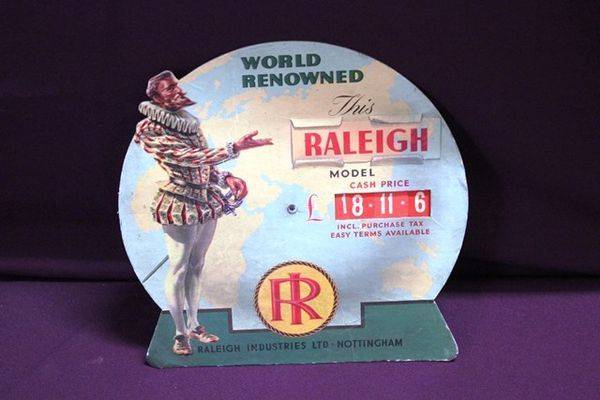 WORLD
RENOWNED
This
RALEIGH
MODEL
CASH PRICE
£ 18-11-6
INCL. PURCHASE TAX
EASY TERMS AVAILABLE
RI
RALEIGH INDUSTRIES LTD · NOTTINGHAM